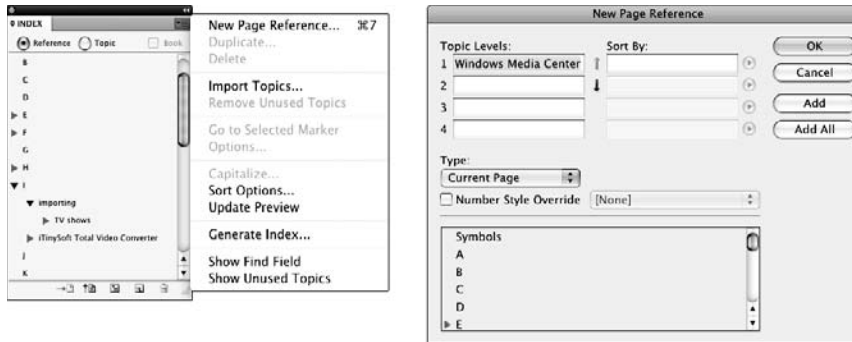 INDEX
Reference Topic Book
B
C
D
E
F
G
H
I
importing
TV shows
iTinySoft Total Video Converter
J
K
New Page Reference... ⌘7
Duplicate...
Delete
Import Topics...
Remove Unused Topics
Go to Selected Marker
Options...
Capitalize...
Sort Options...
Update Preview
Generate Index...
Show Find Field
Show Unused Topics
New Page Reference
Topic Levels: Sort By:
1 Windows Media Center
2
3
4
OK
Cancel
Add
Add All
Type:
Current Page
Number Style Override [None]
Symbols
A
B
C
D
E